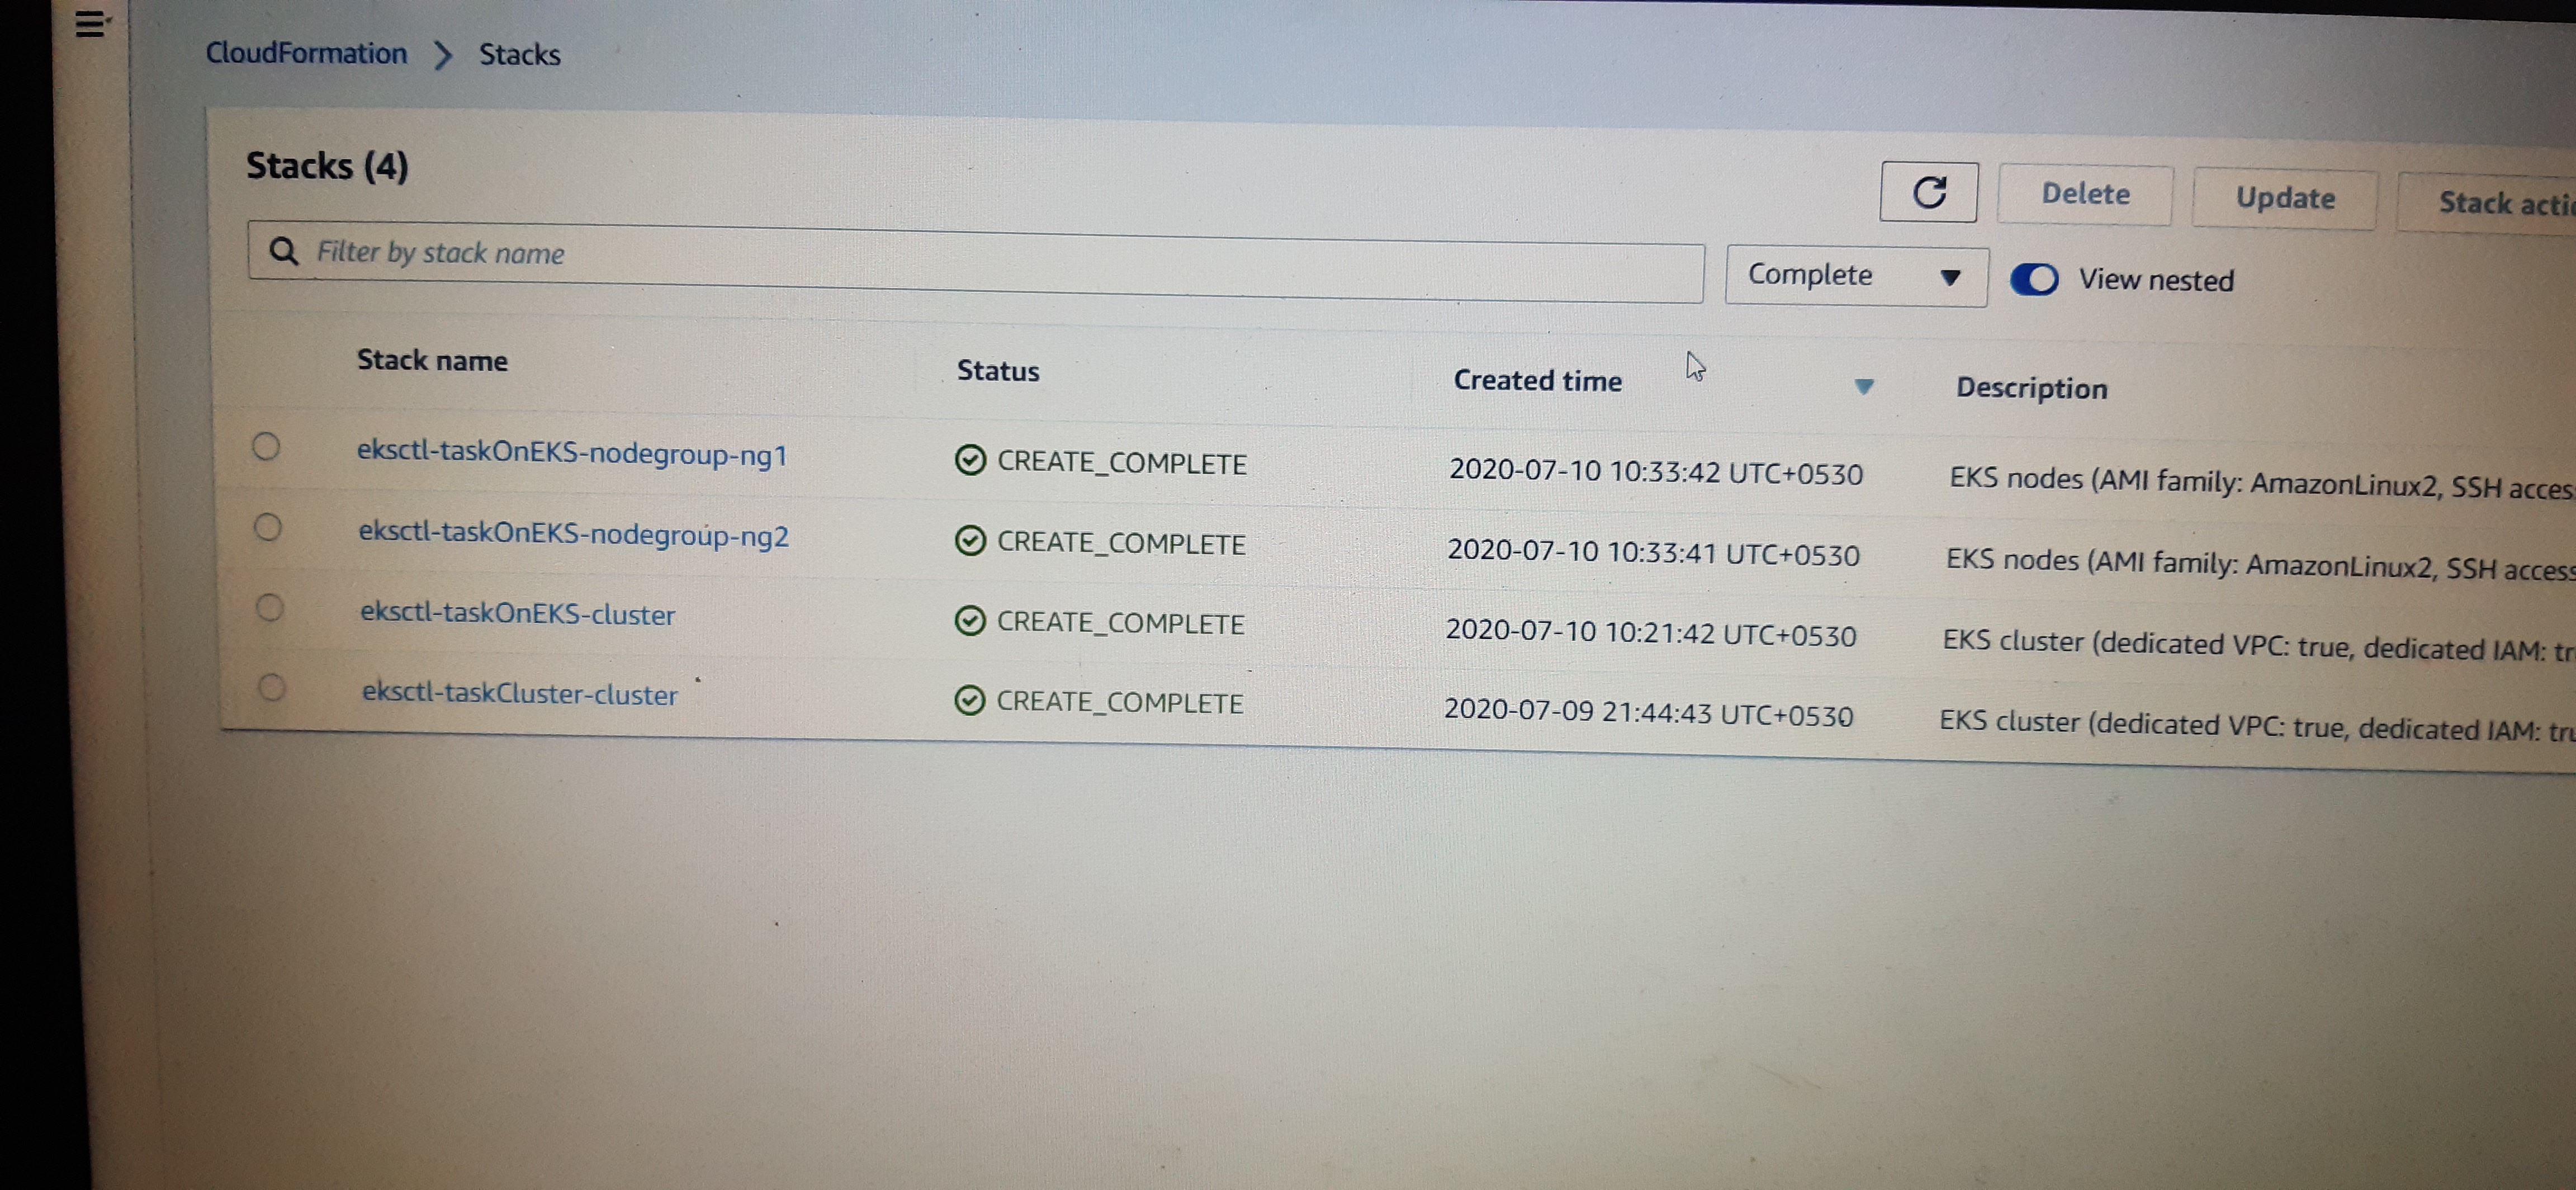 CloudFormation > Stacks
Stacks (4)
Delete Update Stack
Filter by stack name Complete View nested
Stack name Status Created time Description
eksctl-taskOnEKS-nodegroup-ng1 CREATE_COMPLETE 2020-07-10 10:33:42 UTC+0530 EKS nodes (AMI family: AmazonLinux2, SSH
eksctl-taskOnEKS-nodegroup-ng2 CREATE_COMPLETE 2020-07-10 10:33:41 UTC+0530 EKS nodes (AMI family: AmazonLinux2, SSH access
eksctl-taskOnEKS-cluster CREATE_COMPLETE 2020-07-10 10:21:42 UTC+0530 EKS cluster (dedicated VPC: true, dedicated IAM:
eksctl-taskCluster-cluster CREATE_COMPLETE 2020-07-09 21:44:43 UTC+0530 EKS cluster (dedicated VPC: true, dedicated IAM: